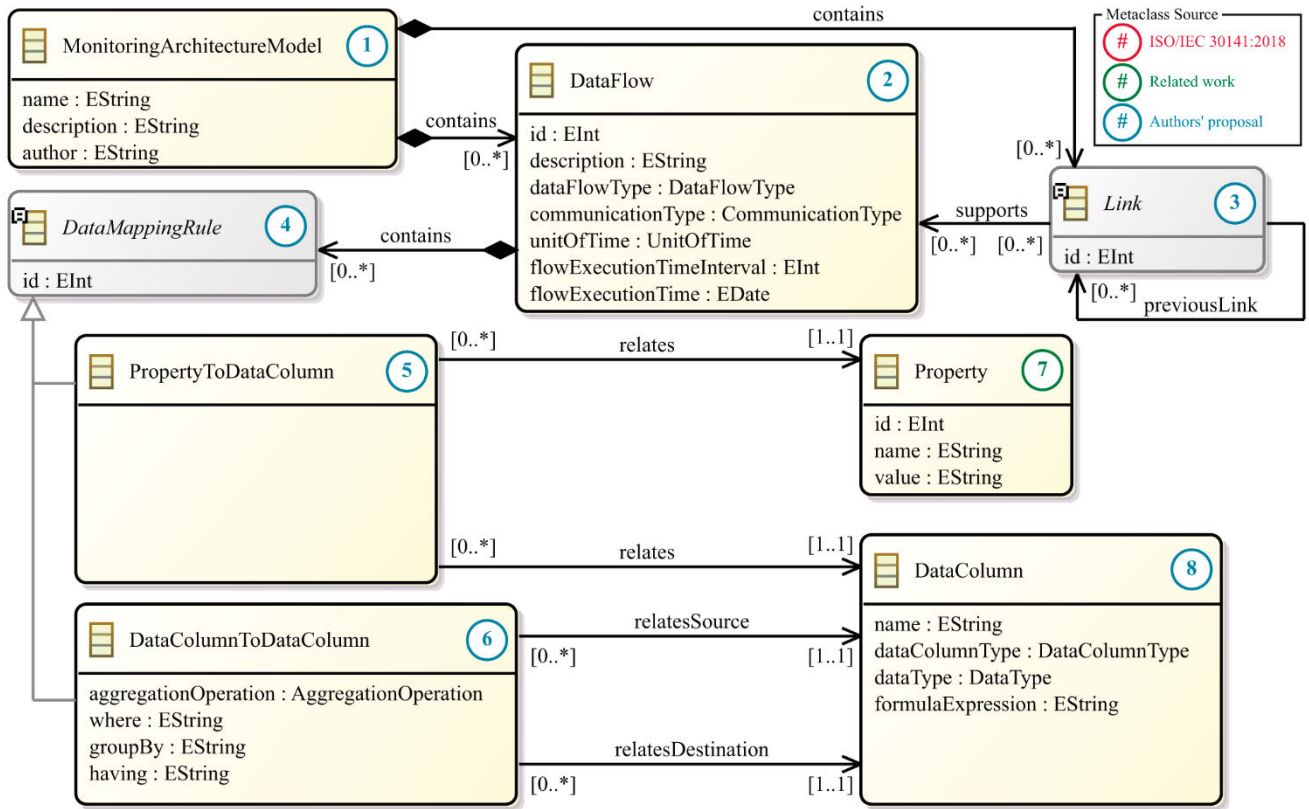 contains
Metaclass Source
# ISO/IEC 30141:2018
# Related work
# Authors' proposal
MonitoringArchitectureModel 1
name : EString
description : EString
author : EString
contains
[0..*]
DataFlow 2
id : EInt
description : EString
dataFlowType : DataFlowType
communicationType : CommunicationType
unitOfTime : UnitOfTime
flowExecutionTimeInterval : EInt
flowExecutionTime : EDate
[0..*]
Link 3
id : EInt
supports
[0..*] [0..*]
[0..*]
previousLink
DataMappingRule 4
id : EInt
contains
[0..*]
PropertyToDataColumn 5
[0..*] relates [1..1]
Property 7
id : EInt
name : EString
value : EString
[0..*] relates [1..1]
DataColumn 8
name : EString
dataColumnType : DataColumnType
dataType : DataType
formulaExpression : EString
DataColumnToDataColumn 6
aggregationOperation : AggregationOperation
where : EString
groupBy : EString
having : EString
relatesSource
[0..*] [1..1]
relatesDestination
[0..*] [1..1]